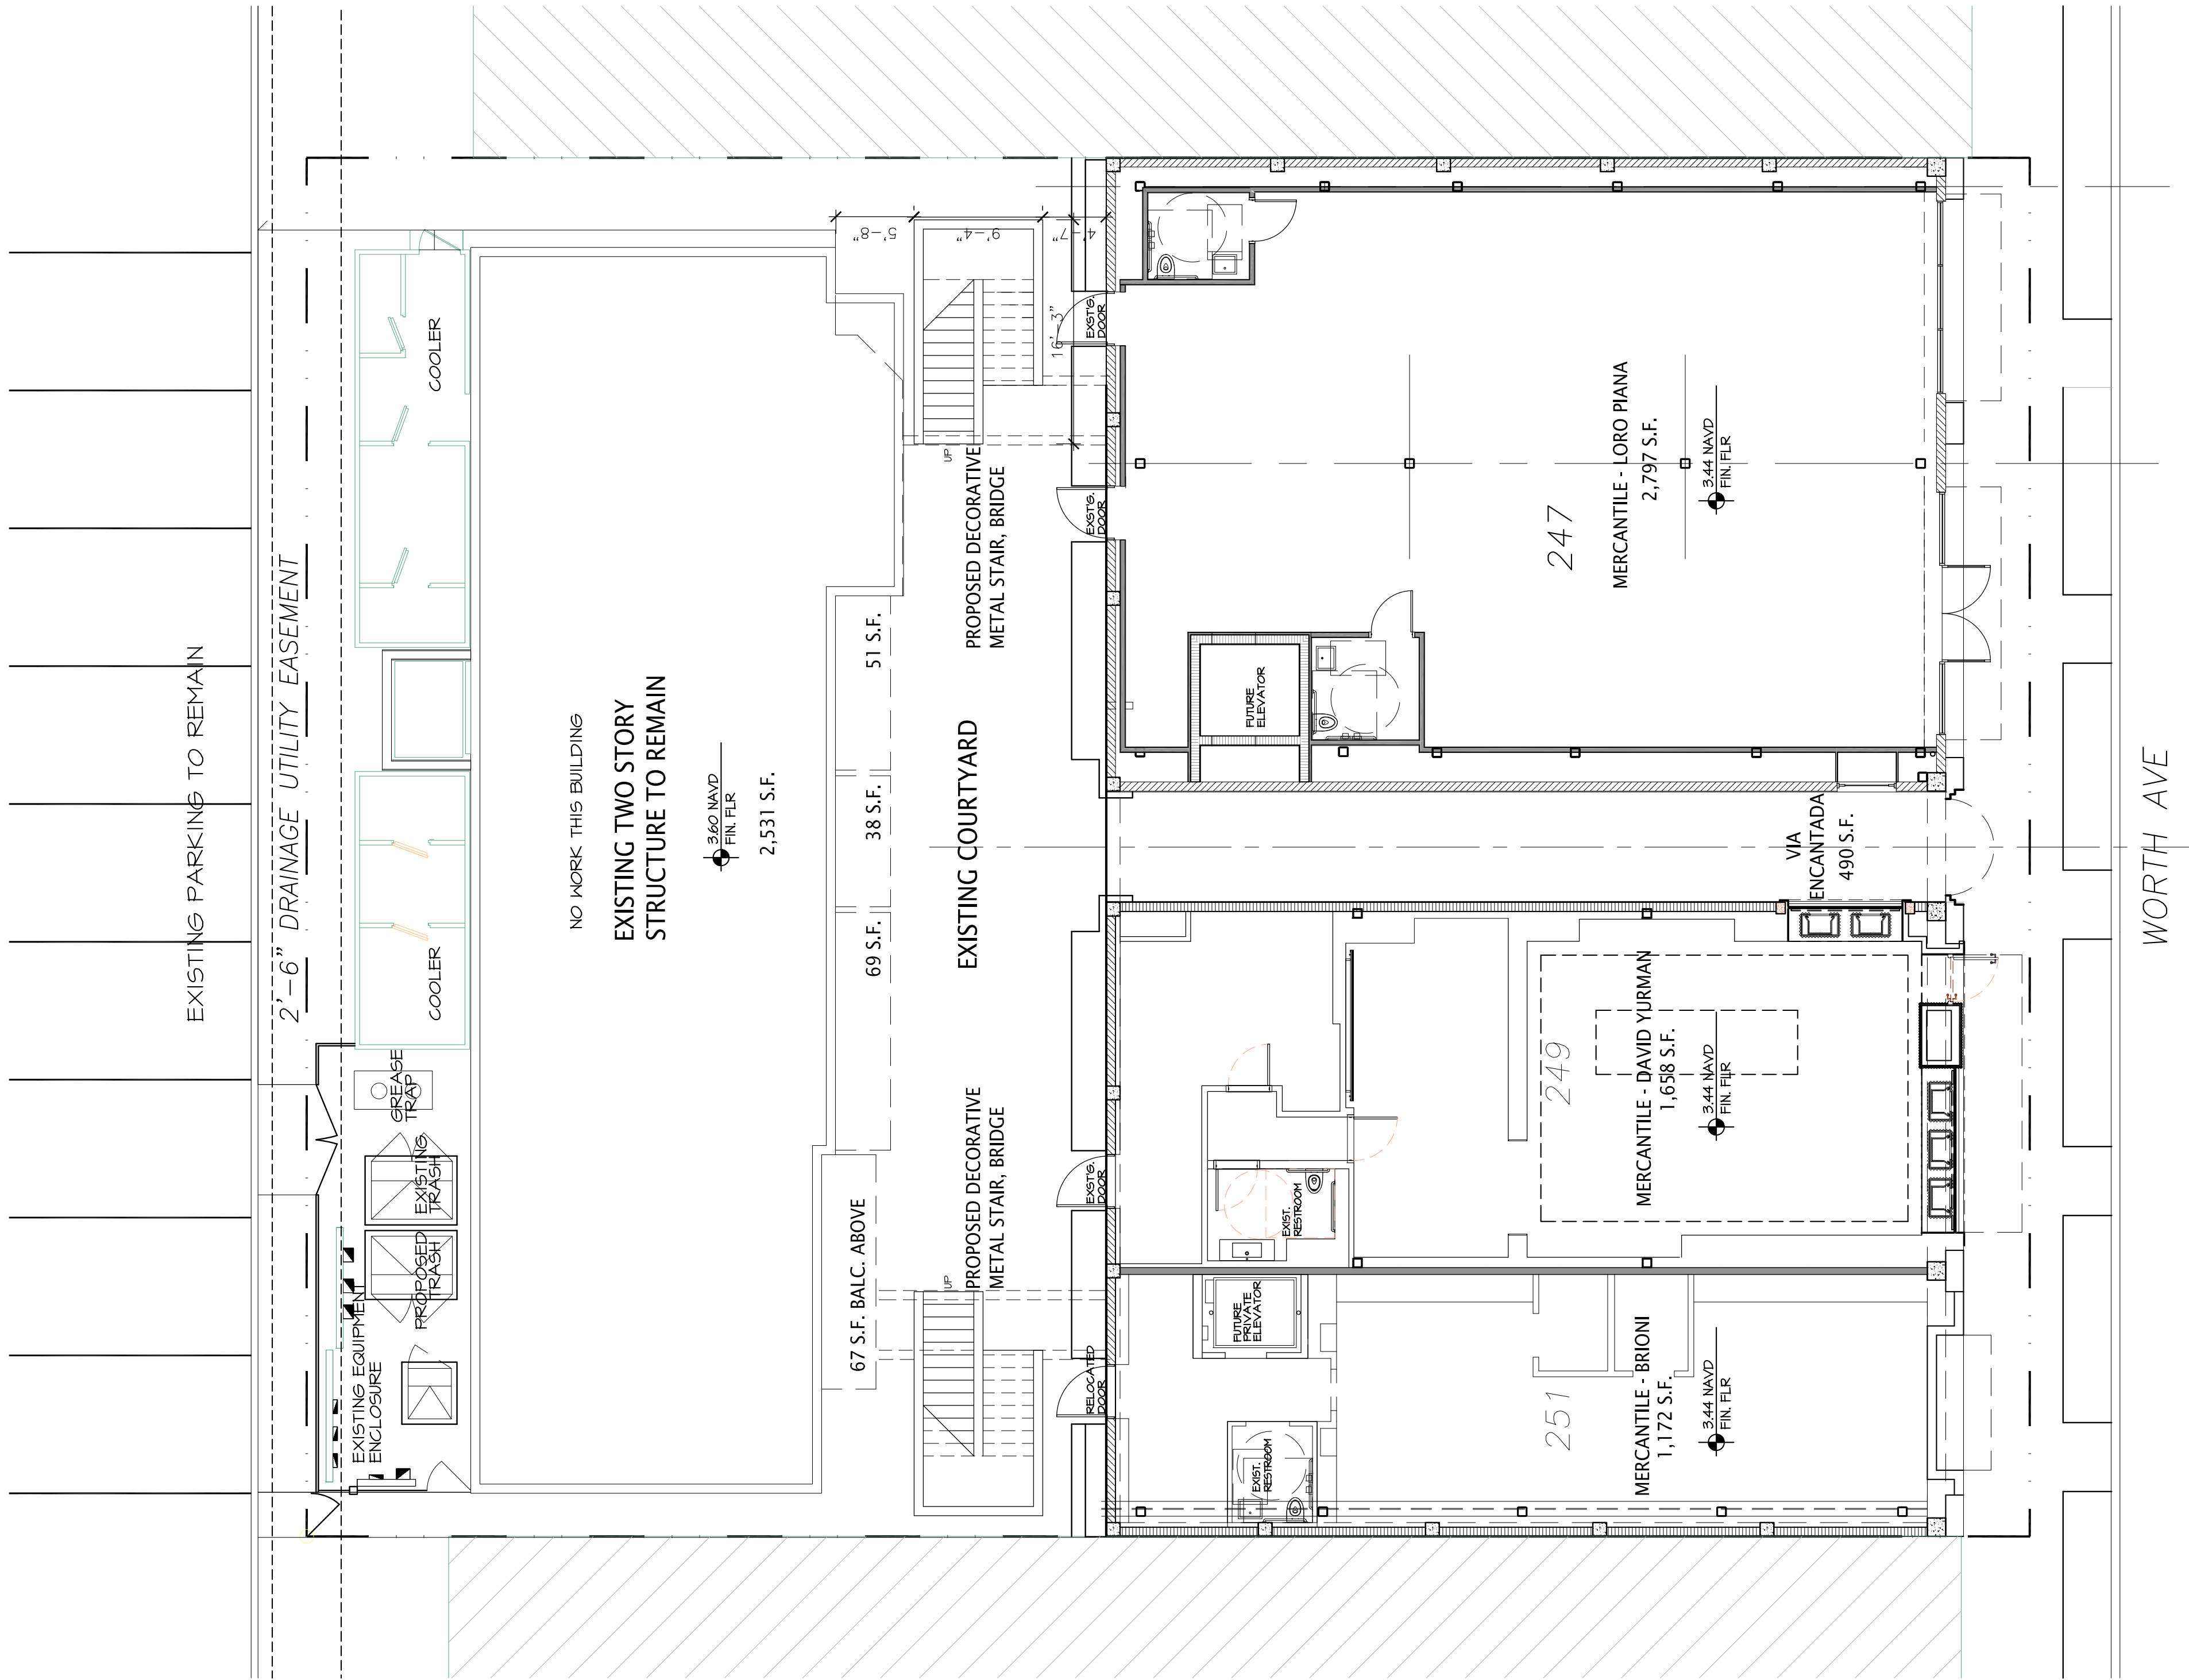 EXISTING PARKING TO REMAIN
2'-6" DRAINAGE UTILITY EASEMENT
COOLER
COOLER
GREASE
TRAP
EXISTING
TRASH
PROPOSED
TRASH
EXISTING EQUIPMENT
ENCLOSURE
NO WORK THIS BUILDING
EXISTING TWO STORY
STRUCTURE TO REMAIN
3.60 NAVD
FIN. FLR
2,531 S.F.
67 S.F. BALC. ABOVE
69 S.F.
38 S.F.
51 S.F.
5'-8"
9'-4"
4'-7"
16'-3"
UP
PROPOSED DECORATIVE
METAL STAIR, BRIDGE
EXISTING COURTYARD
UP
PROPOSED DECORATIVE
METAL STAIR, BRIDGE
RELOCATED
DOOR
EXST'G.
DOOR
EXST'G.
DOOR
EXST'G.
DOOR
FUTURE
ELEVATOR
247
MERCANTILE - LORO PIANA
2,797 S.F.
3.44 NAVD
FIN. FLR
VIA
ENCANTADA
490 S.F.
EXIST.
RESTROOM
249
MERCANTILE - DAVID YURMAN
1,658 S.F.
3.44 NAVD
FIN. FLR
FUTURE
PRIVATE
ELEVATOR
EXIST.
RESTROOM
251
MERCANTILE - BRIONI
1,172 S.F.
3.44 NAVD
FIN. FLR
WORTH AVE